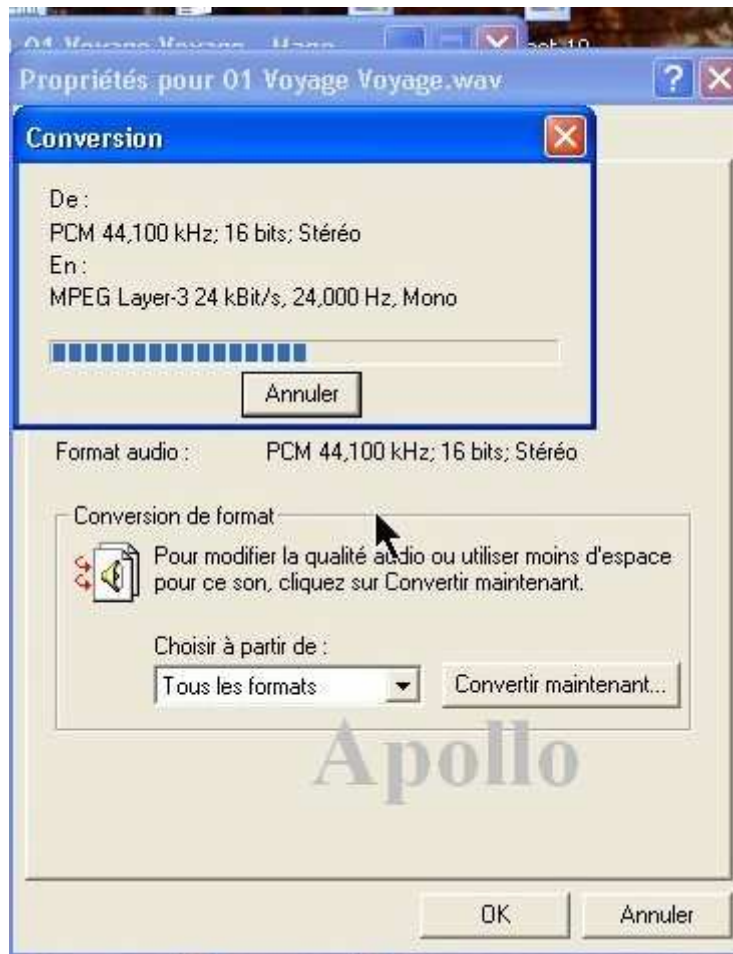 01 Voyage Voyage
Propriétés pour 01 Voyage Voyage.wav
Conversion
De :
PCM 44,100 kHz; 16 bits; Stéréo
En :
MPEG Layer-3 24 kBit/s, 24,000 Hz, Mono
Annuler
Format audio : PCM 44,100 kHz; 16 bits; Stéréo
Conversion de format
Pour modifier la qualité audio ou utiliser moins d'espace
pour ce son, cliquez sur Convertir maintenant.
Choisir à partir de :
Tous les formats Convertir maintenant...
Apollo
OK Annuler